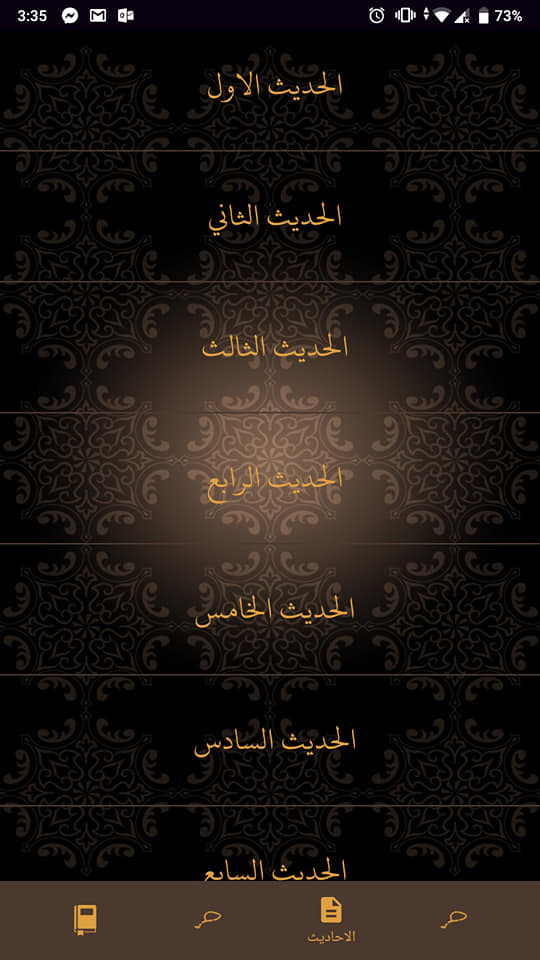 3:35
73%
الحديث الاول
الحديث الثاني
الحديث الثالث
الحديث الرابع
الحديث الخامس
الحديث السادس
الحديث السابع
الاحاديث